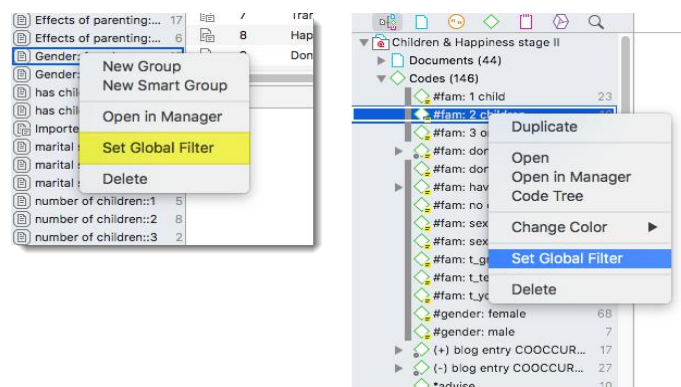 Effects of parenting:... 17
Effects of parenting:... 6
Gender:
Gender:
has chil
has chil
Importe
marital s
marital s
marital s
number of children::1 5
number of children::2 8
number of children::3 2
7 Trar
8 Hap
Don
New Group
New Smart Group
Open in Manager
Set Global Filter
Delete
Children & Happiness stage II
Documents (44)
Codes (146)
#fam: 1 child 23
#fam: 2 children
#fam: 3 o
#fam: don
#fam: don
#fam: hav
#fam: no
#fam: sex
#fam: sex
#fam: t_gr
#fam: t_te
#fam: t_yo
#gender: female 68
#gender: male 7
(+) blog entry COOCCUR... 17
(-) blog entry COOCCUR... 27
*advise 10
Duplicate
Open
Open in Manager
Code Tree
Change Color
Set Global Filter
Delete